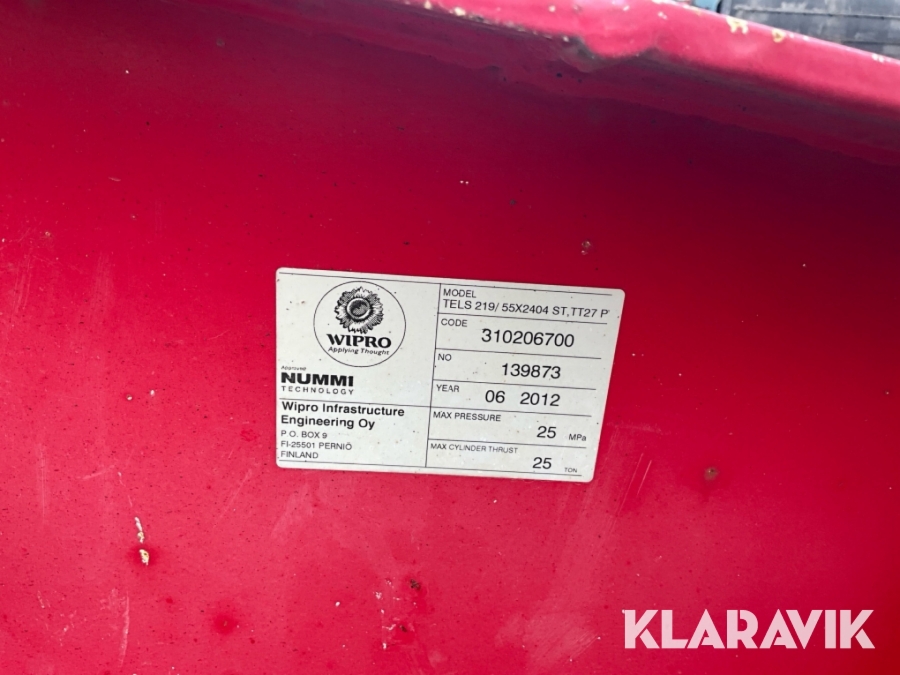 WIPRO
Applying Thought
Approved
NUMMI
TECHNOLOGY
Wipro Infrastructure
Engineering Oy
P.O. BOX 9
FI-25501 PERNIÖ
FINLAND
MODEL
TELS 219/ 55X2404 ST,TT27 P
CODE
310206700
NO
139873
YEAR
06 2012
MAX PRESSURE
25 MPa
MAX CYLINDER THRUST
25 TON
KLARAVIK